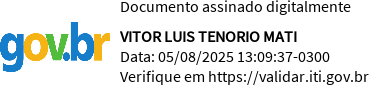 Documento assinado digitalmente
gov.br
VITOR LUIS TENORIO MATI
Data: 05/08/2025 13:09:37-0300
Verifique em https://validar.iti.gov.br